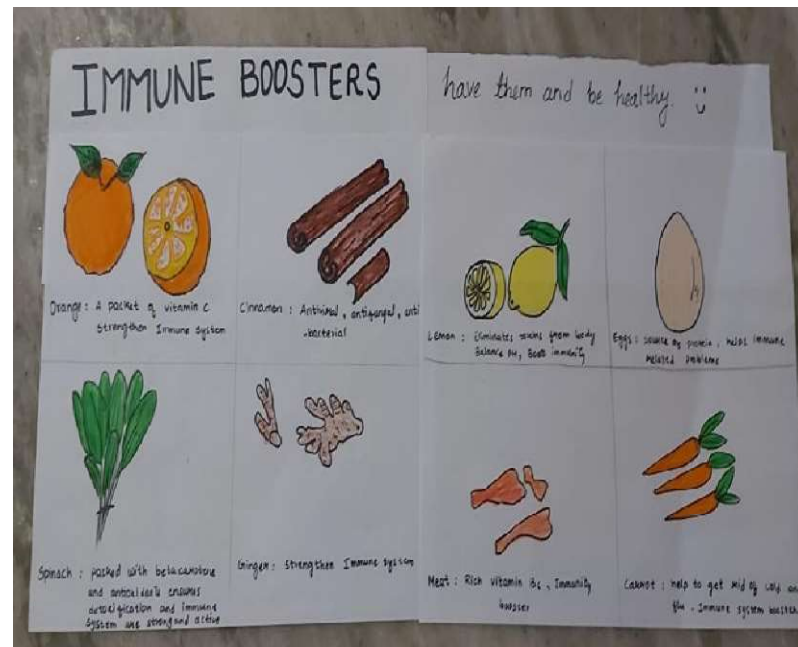 IMMUNE BOOSTERS have them and be healthy.
Orange : A packet of vitamin C
Strengthen Immune System
Cinnamon : Antiviral, antifungal, anti
-bacterial
Lemon : Eliminates toxins from body
Balance PH, Boost immunity
Eggs : source of protein, helps immune
related problems
Spinach : packed with betacarotene
and antioxidants ensures
detoxification and immune
system are strong and active
Ginger : Strengthen Immune System
Meat : Rich vitamin B6, Immunity
booster
Carrot : help to get rid of cold and
flu. Immune system booster